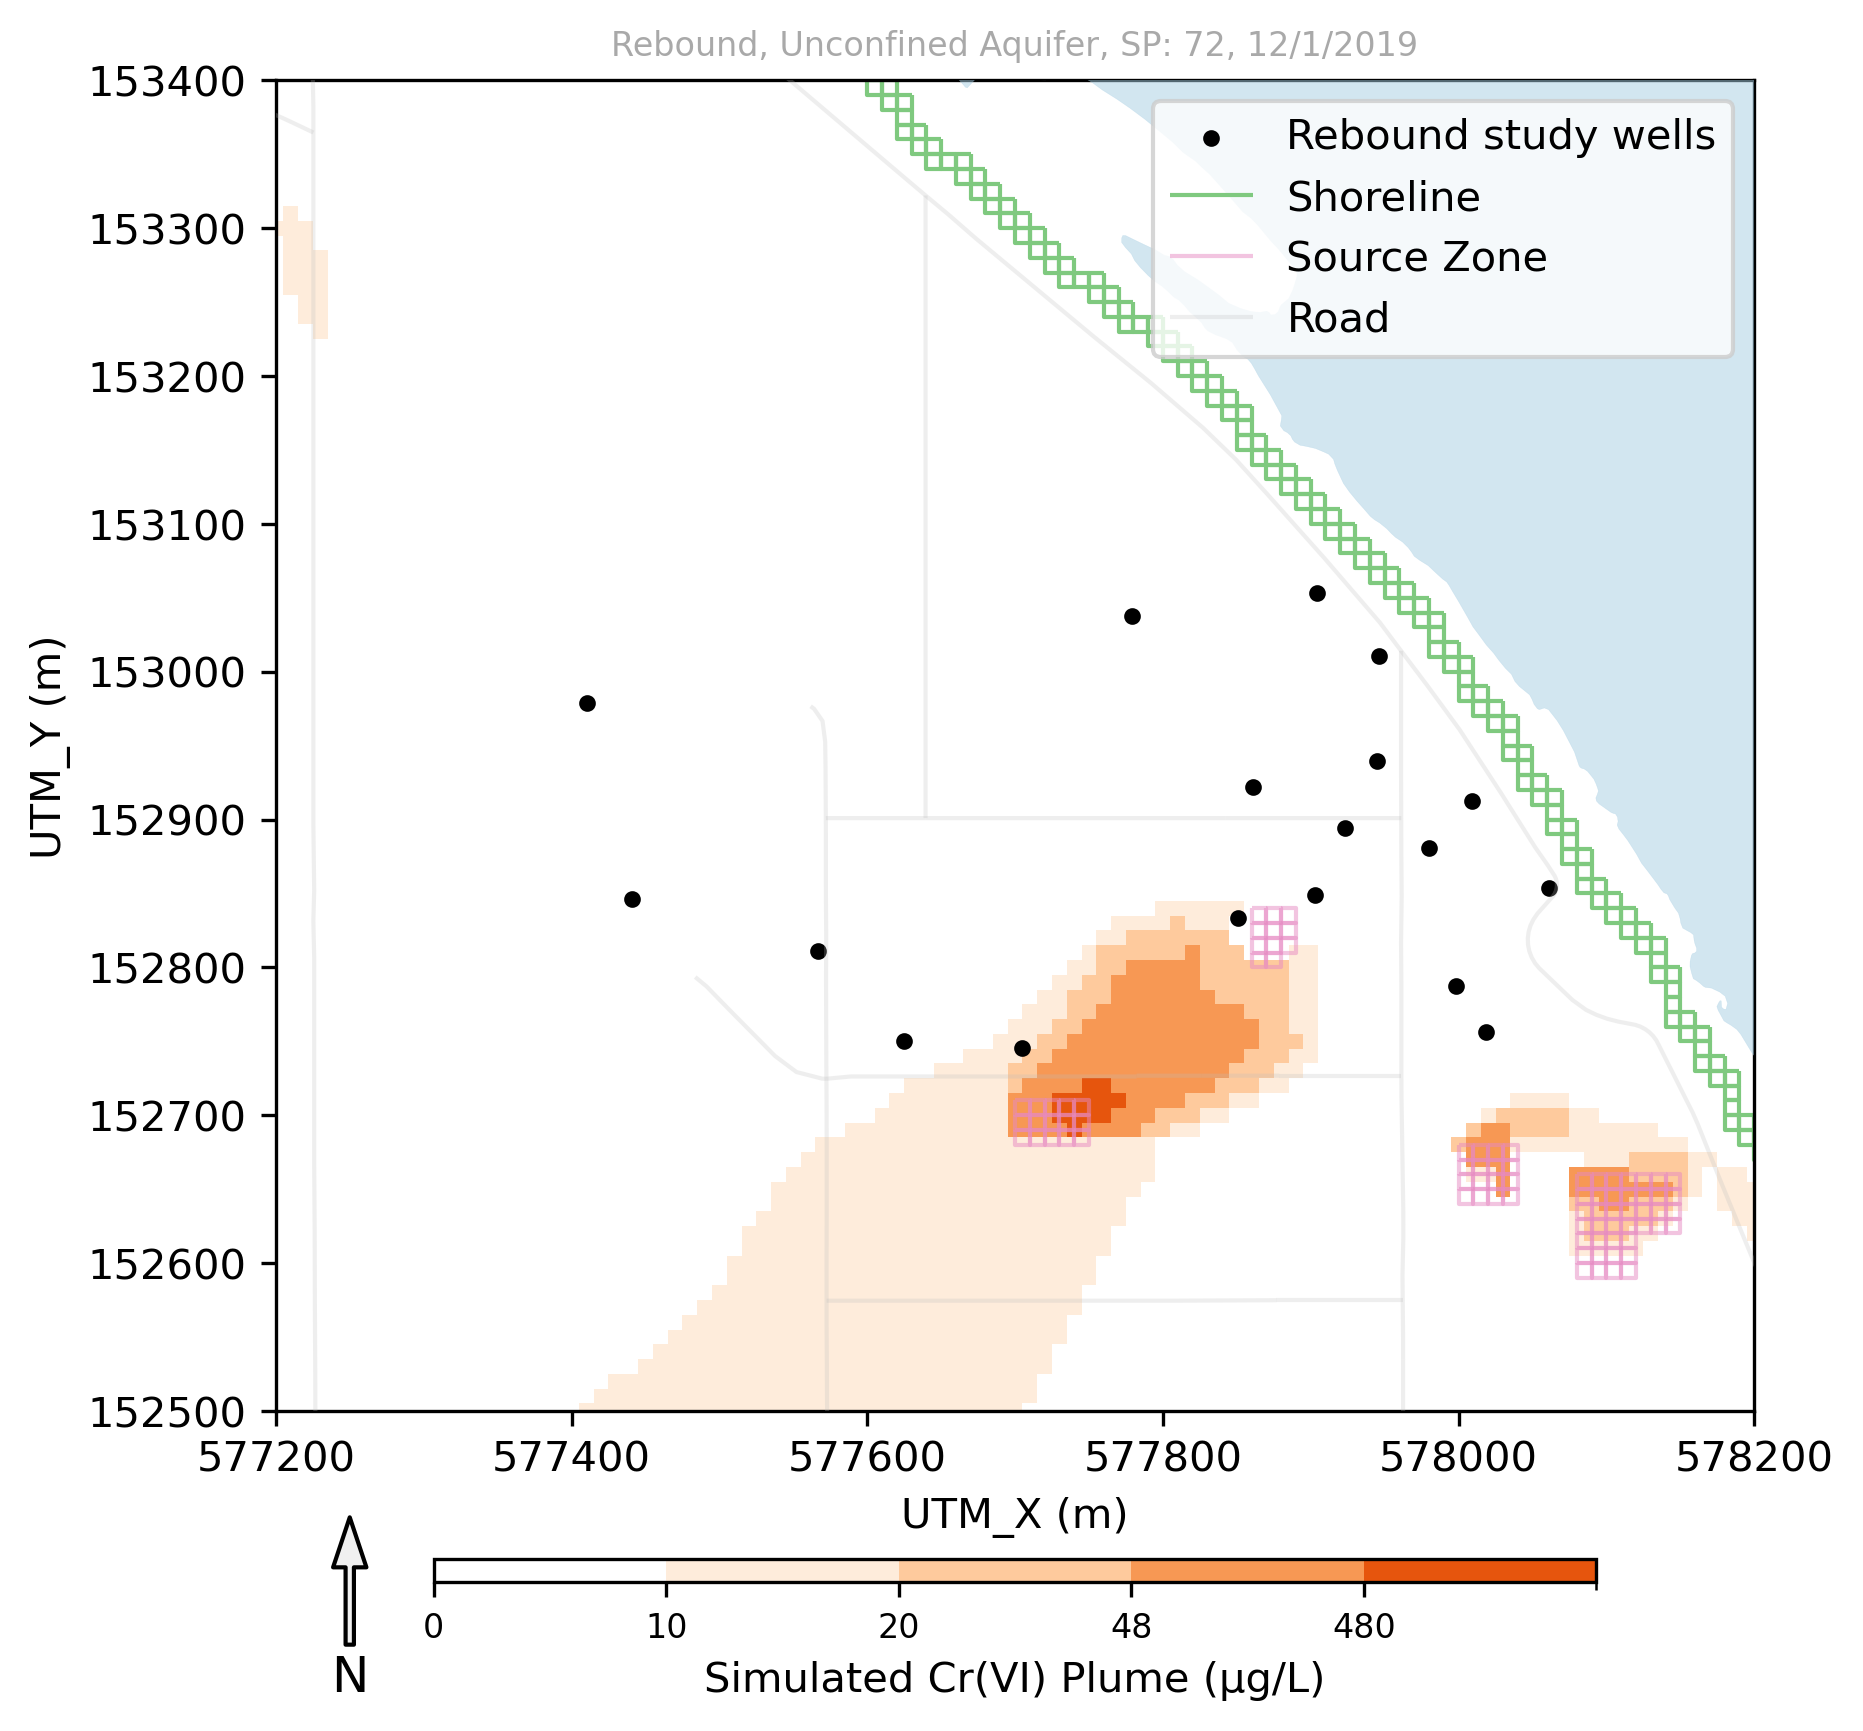 Rebound, Unconfined Aquifer, SP: 72, 12/1/2019
153400
153300
153200
153100
153000
152900
152800
152700
152600
152500
UTM_Y (m)
Rebound study wells
Shoreline
Source Zone
Road
577200 577400 577600 577800 578000 578200
UTM_X (m)
N
0 10 20 48 480
Simulated Cr(VI) Plume (μg/L)